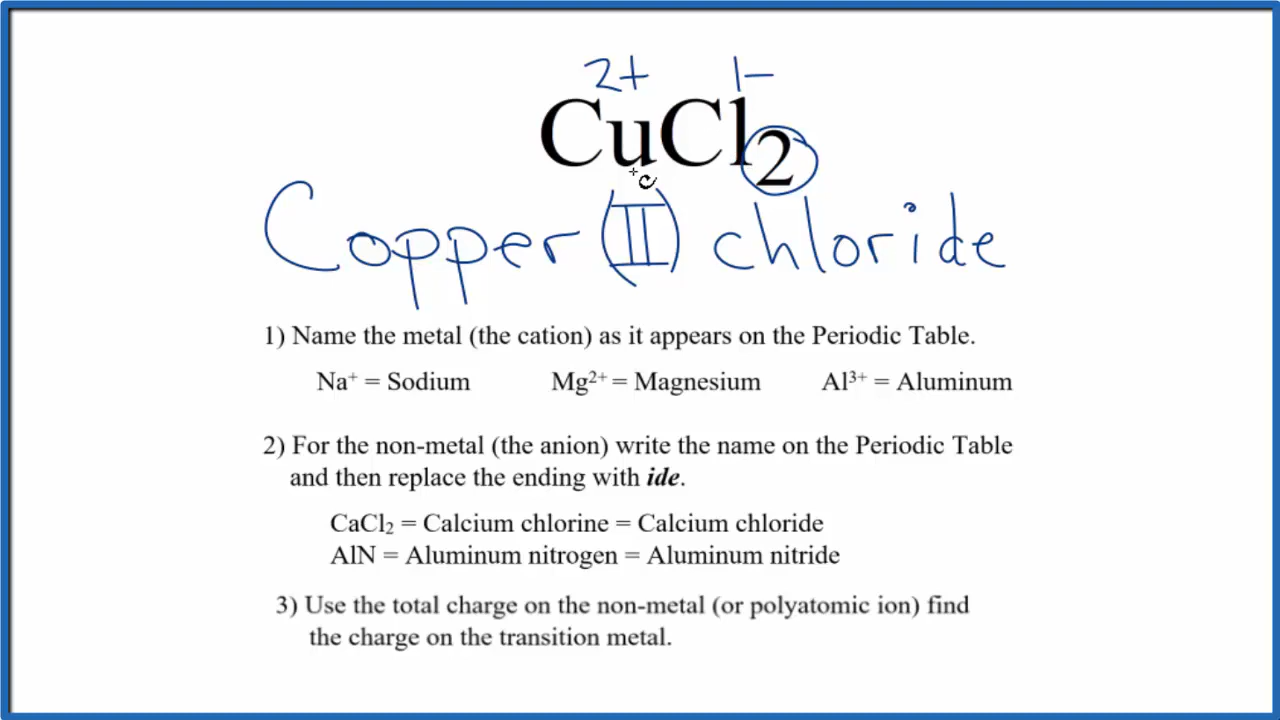 2+ 1-
CuCl₂
Copper (II) chloride
1) Name the metal (the cation) as it appears on the Periodic Table.
Na⁺ = Sodium Mg²⁺ = Magnesium Al³⁺ = Aluminum
2) For the non-metal (the anion) write the name on the Periodic Table
and then replace the ending with ide.
CaCl₂ = Calcium chlorine = Calcium chloride
AlN = Aluminum nitrogen = Aluminum nitride
3) Use the total charge on the non-metal (or polyatomic ion) find
the charge on the transition metal.